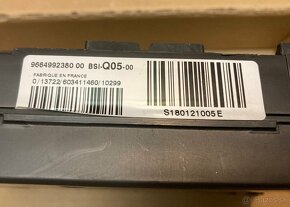 9664992380 00 BSI-Q05-00
FABRIQUE EN FRANCE
0/13722/603411460/10299
S180121005E